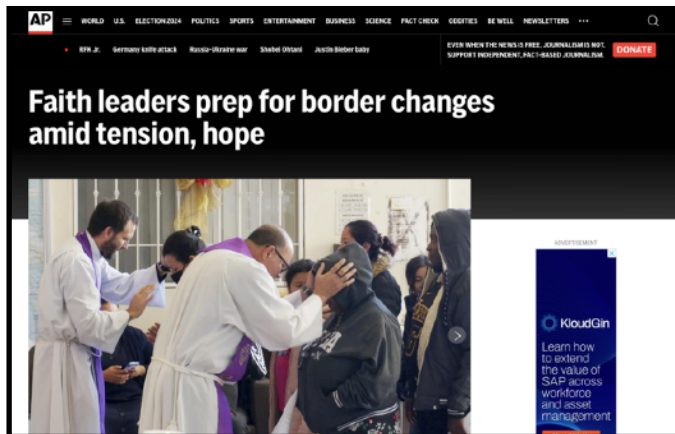 AP
WORLD U.S. ELECTION 2024 POLITICS SPORTS ENTERTAINMENT BUSINESS SCIENCE FACT CHECK ODDITIES BE WELL NEWSLETTERS •••
RFK Jr. Germany knife attack Russia-Ukraine war Shohei Ohtani Justin Bieber baby
EVEN WHEN THE NEWS IS FREE, JOURNALISM IS NOT.
SUPPORT INDEPENDENT, FACT-BASED JOURNALISM.
DONATE
Faith leaders prep for border changes
amid tension, hope
ADVERTISEMENT
KloudGin
Learn how
to extend
the value of
SAP across
workforce
and asset
management